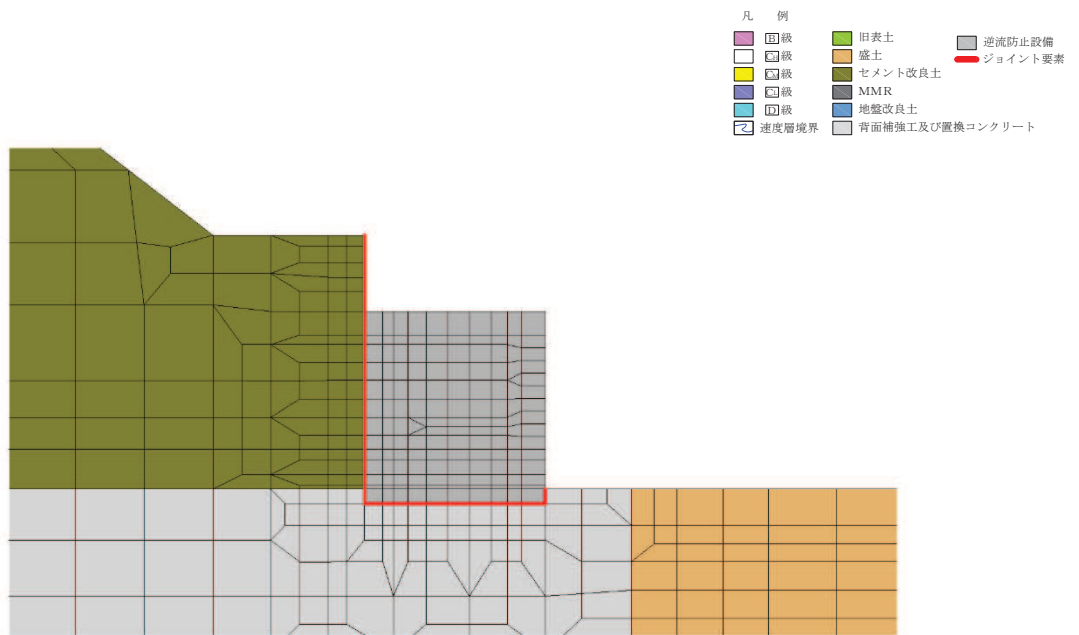 凡 例
B級
CH級
CM級
CL級
D級
速度層境界
旧表土
盛土
セメント改良土
MMR
地盤改良土
背面補強工及び置換コンクリート
逆流防止設備
ジョイント要素